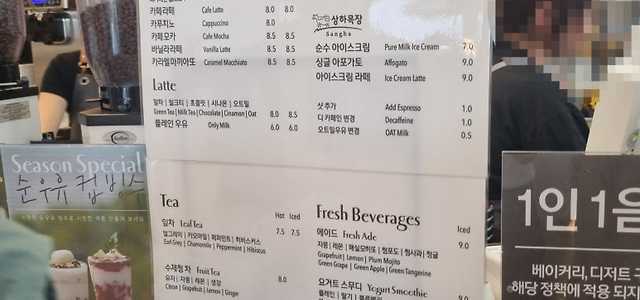 카페라떼 Cafe Latte 8.0 8.0
카푸치노 Cappuccino 8.0
카페모카 Cafe Mocha 8.5 8.5
바닐라라떼 Vanilla Latte 8.5 8.5
카라멜마끼아또 Caramel Macchiato 8.5 8.5
Latte
말차 | 밀크티 | 초콜릿 | 시나몬 | 오트밀
Green Tea | Milk Tea | Chocolate | Cinamon | Oat 8.0 8.5
플레인 우유 Only Milk 6.0 6.0
상하목장
Sangha
순수 아이스크림 Pure Milk Ice Cream 7.0
싱글 아포가토 Affogato 9.0
아이스크림 라떼 Ice Cream Latte 9.0
샷 추가 Add Espresso 1.0
디 카페인 변경 Decaffeine 1.0
오트밀우유 변경 OAT Milk 0.5
Season Special
순우유 컵빙수
Tea Hot Iced
잎차 Leaf Tea 7.5 7.5
얼그레이 | 카모마일 | 페퍼민트 | 히비스커스
Earl Grey | Chamomile | Peppermint | Hibiscus
수제청차 Fruit Tea 8.0
유자 | 자몽 | 레몬 | 생강
Citron | Grapefruit | Lemon | Ginger
Fresh Beverages Iced
에이드 Fresh Ade 9.0
자몽 | 레몬 | 매실모히또 | 청포도 | 청사과 | 청귤
Grapefruit | Lemon | Plum Mojito
Green Grape | Green Apple | Green Tangerine
요거트 스무디 Yogurt Smoothie 9.0
플레인 | 딸기 |
1인 1음
베이커리, 디저트 구
해당 정책에 적용 되지